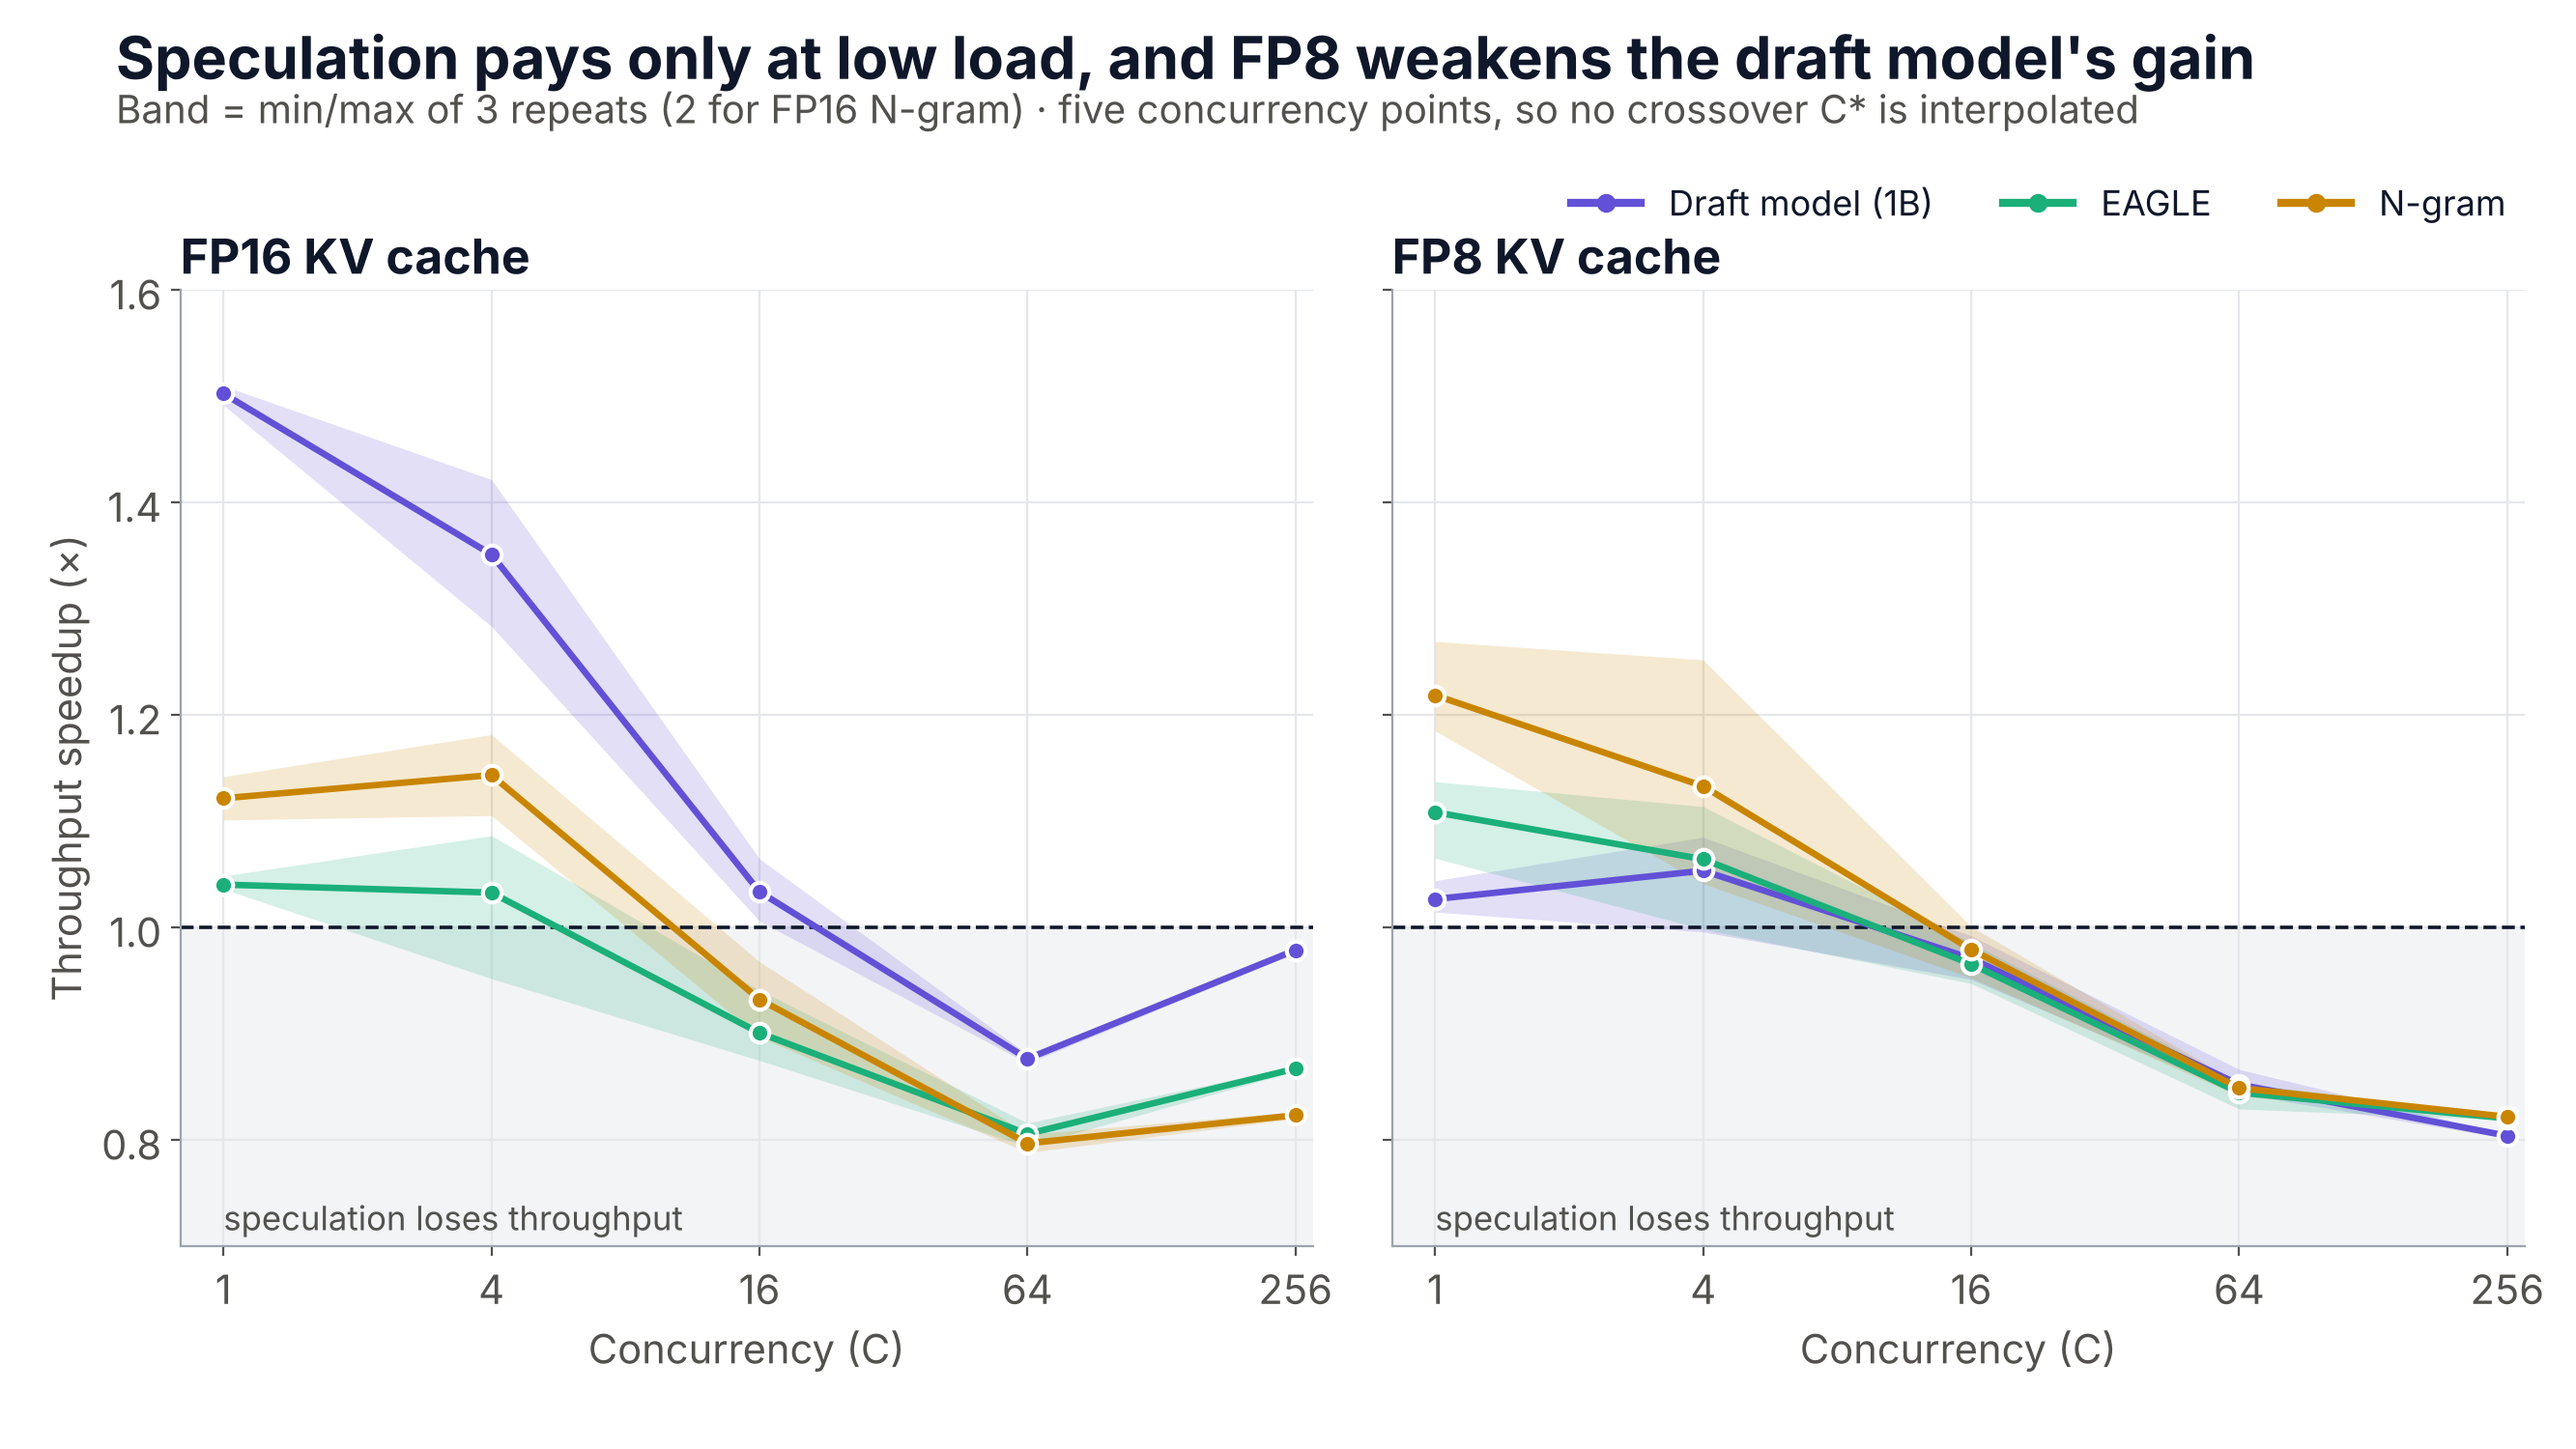 Speculation pays only at low load, and FP8 weakens the draft model's gain
Band = min/max of 3 repeats (2 for FP16 N-gram) · five concurrency points, so no crossover C* is interpolated
Draft model (1B)
EAGLE
N-gram
FP16 KV cache
FP8 KV cache
Throughput speedup (×)
1.6
1.4
1.2
1.0
0.8
speculation loses throughput
speculation loses throughput
1 4 16 64 256
1 4 16 64 256
Concurrency (C)
Concurrency (C)